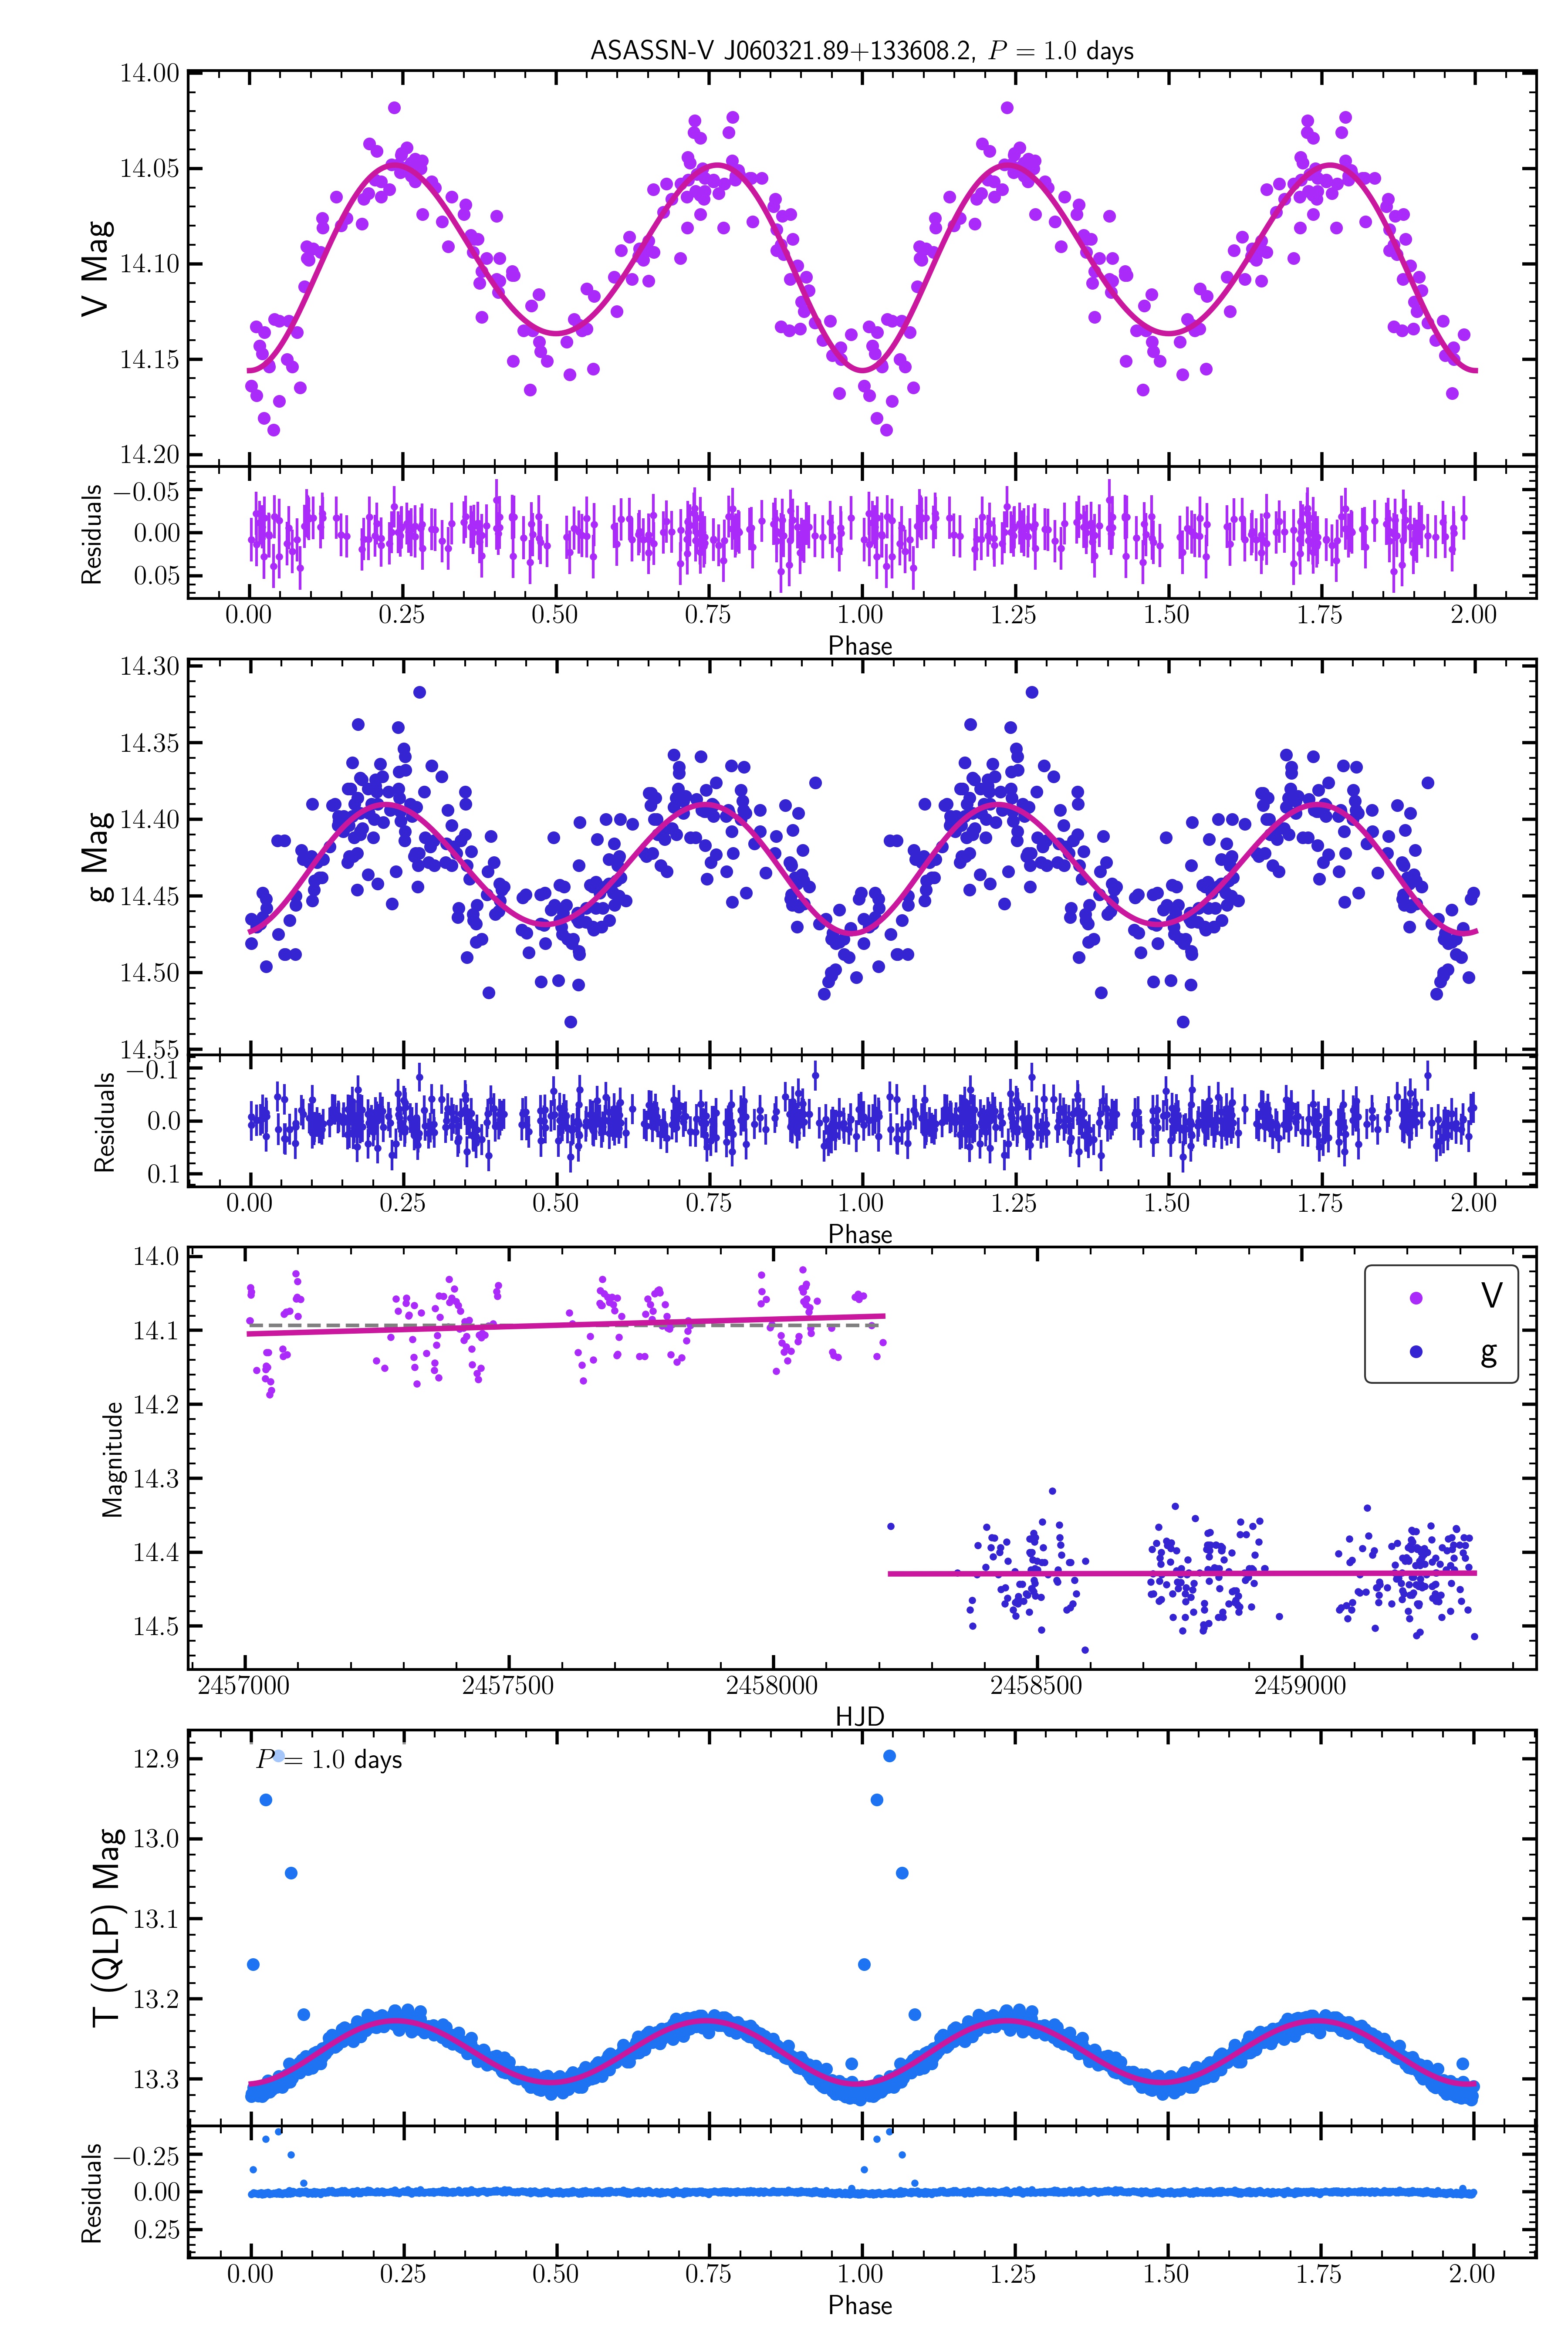 ASASSN-V J060321.89+133608.2, P = 1.0 days
14.00
14.05
14.10
14.15
14.20
V Mag
−0.05
0.00
0.05
Residuals
0.00 0.25 0.50 0.75 1.00 1.25 1.50 1.75 2.00
Phase
14.30
14.35
14.40
14.45
14.50
14.55
g Mag
−0.1
0.0
0.1
Residuals
0.00 0.25 0.50 0.75 1.00 1.25 1.50 1.75 2.00
Phase
14.0
14.1
14.2
14.3
14.4
14.5
Magnitude
V
g
2457000 2457500 2458000 2458500 2459000
HJD
P = 1.0 days
12.9
13.0
13.1
13.2
13.3
T (QLP) Mag
−0.25
0.00
0.25
Residuals
0.00 0.25 0.50 0.75 1.00 1.25 1.50 1.75 2.00
Phase